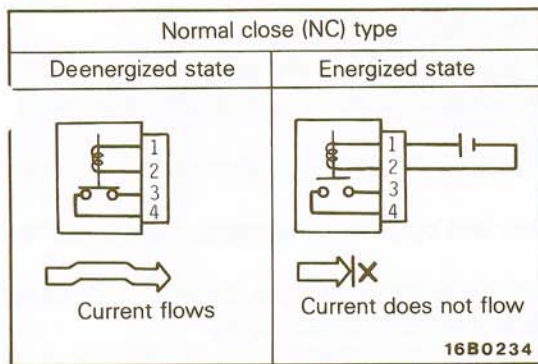 Normal close (NC) type
Deenergized state
Energized state
1
2
3
4
1
2
3
4
Current flows
Current does not flow
16B0234